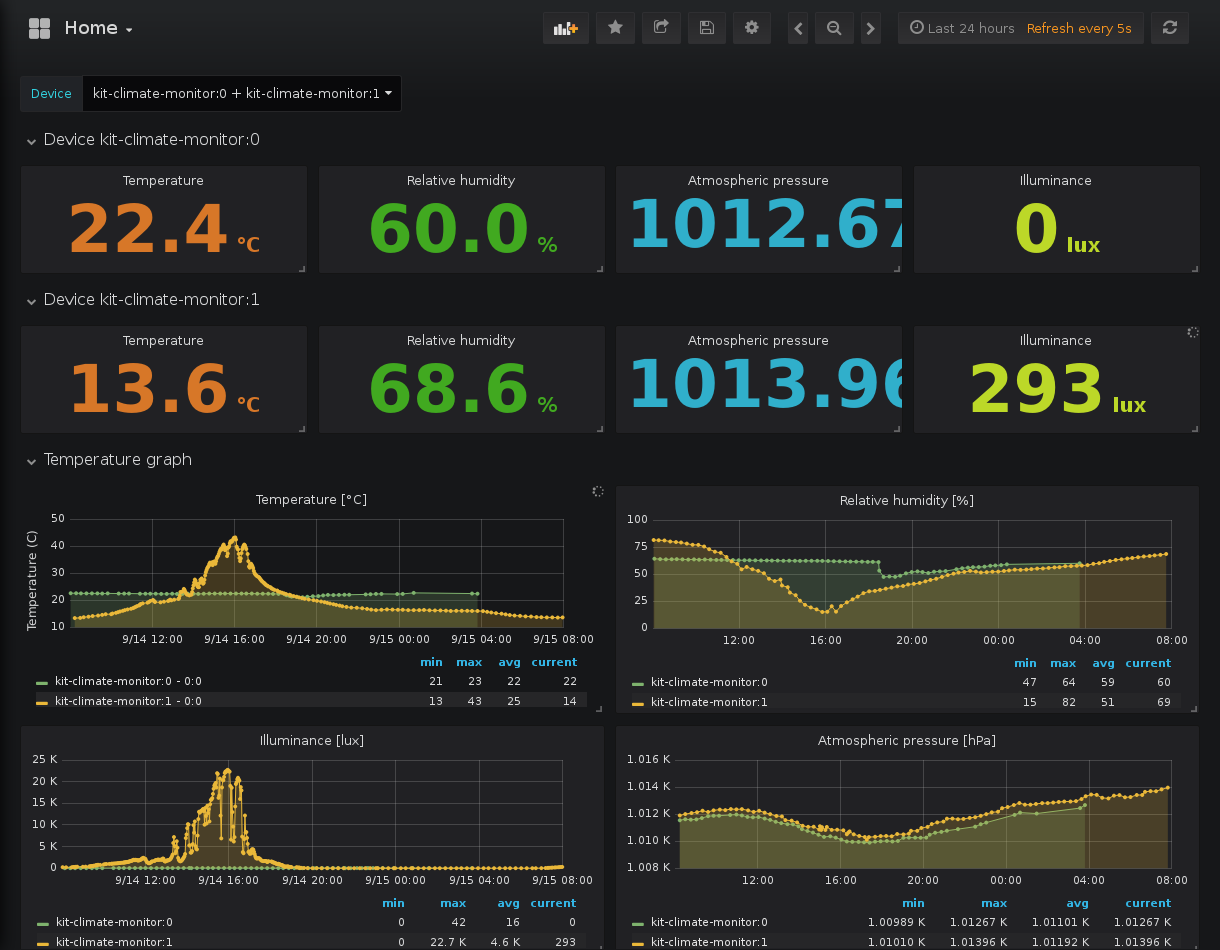 Home
Last 24 hours Refresh every 5s
Device kit-climate-monitor:0 + kit-climate-monitor:1
Device kit-climate-monitor:0
Temperature Relative humidity Atmospheric pressure Illuminance
22.4 °C 60.0 % 1012.67 0 lux
Device kit-climate-monitor:1
Temperature Relative humidity Atmospheric pressure Illuminance
13.6 °C 68.6 % 1013.96 293 lux
Temperature graph
Temperature [°C]
Temperature (C)
50
40
30
20
10
9/14 12:00 9/14 16:00 9/14 20:00 9/15 00:00 9/15 04:00 9/15 08:00
min max avg current
kit-climate-monitor:0 - 0:0 21 23 22 22
kit-climate-monitor:1 - 0:0 13 43 25 14
Relative humidity [%]
100
75
50
25
0
12:00 16:00 20:00 00:00 04:00 08:00
min max avg current
kit-climate-monitor:0 47 64 59 60
kit-climate-monitor:1 15 82 51 69
Illuminance [lux]
25 K
20 K
15 K
10 K
5 K
0
9/14 12:00 9/14 16:00 9/14 20:00 9/15 00:00 9/15 04:00 9/15 08:00
min max avg current
kit-climate-monitor:0 0 42 16 0
kit-climate-monitor:1 0 22.7 K 4.6 K 293
Atmospheric pressure [hPa]
1.016 K
1.014 K
1.012 K
1.010 K
1.008 K
12:00 16:00 20:00 00:00 04:00 08:00
min max avg current
kit-climate-monitor:0 1.00989 K 1.01267 K 1.01101 K 1.01267 K
kit-climate-monitor:1 1.01010 K 1.01396 K 1.01192 K 1.01396 K